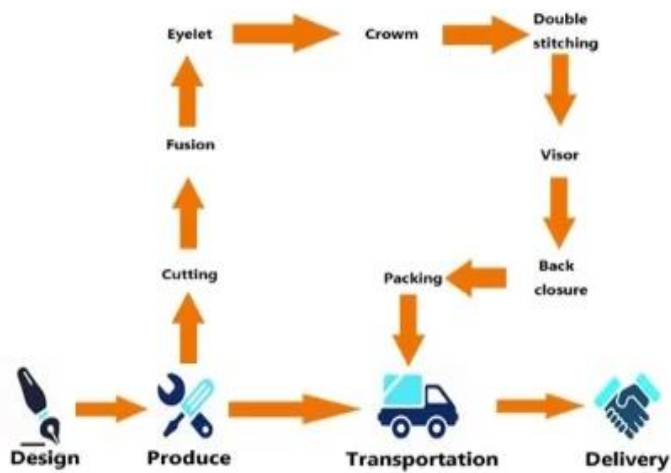 Eyelet
Crowm
Double
stitching
Fusion
Visor
Cutting
Packing
Back
closure
Design
Produce
Transportation
Delivery